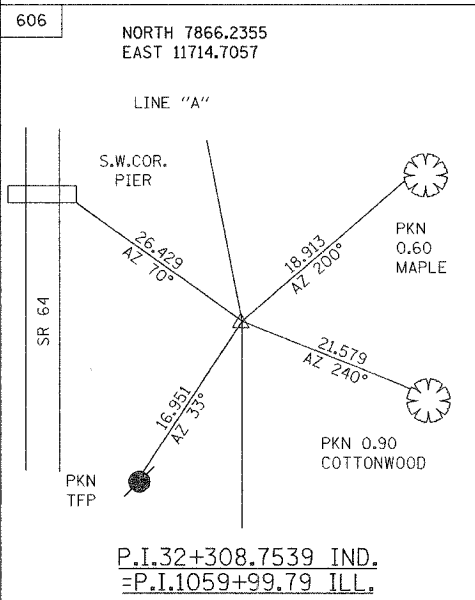 606
NORTH 7866.2355
EAST 11714.7057
LINE "A"
S.W.COR.
PIER
26.429
AZ 70°
18.913
AZ 200°
PKN
0.60
MAPLE
SR 64
21.579
AZ 240°
16.951
AZ 33°
PKN 0.90
COTTONWOOD
PKN
TFP
P.I.32+308.7539 IND.
=P.I.1059+99.79 ILL.